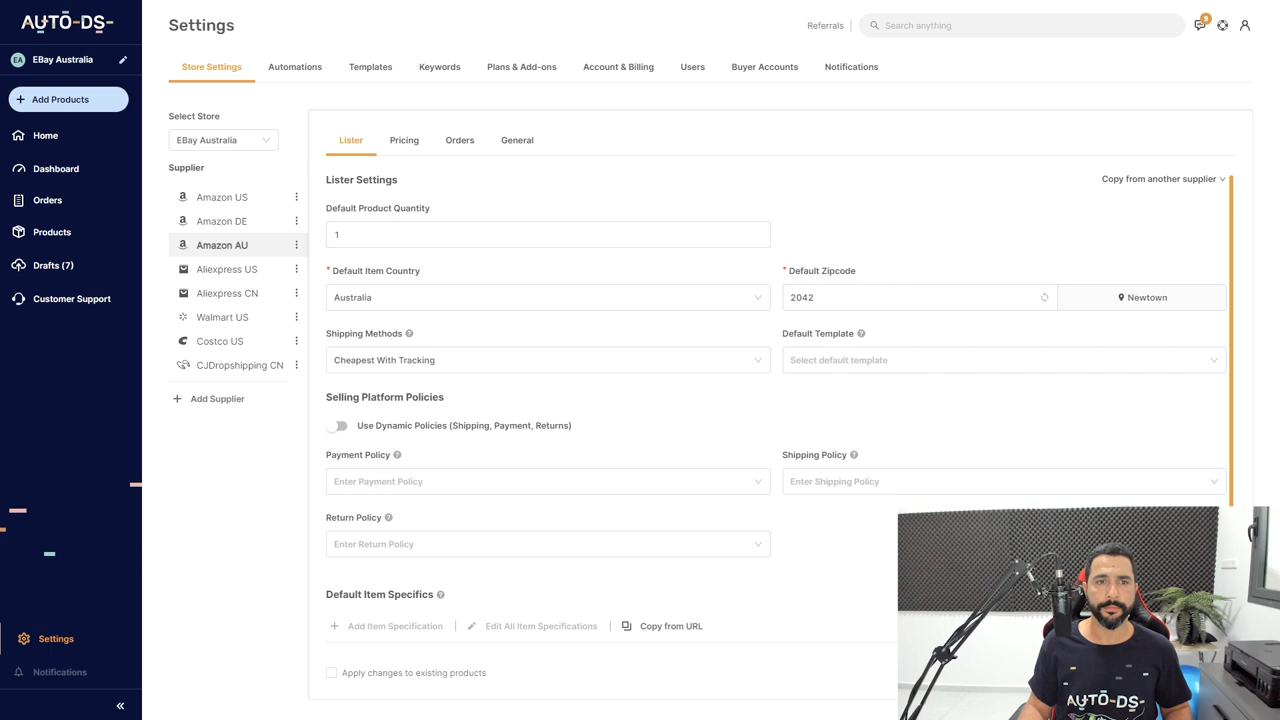 AUTO-DS-
Settings
Referrals
Search anything
9
EA
EBay Australia
Store Settings
Automations
Templates
Keywords
Plans & Add-ons
Account & Billing
Users
Buyer Accounts
Notifications
Add Products
Home
Dashboard
Orders
Products
Drafts (7)
Customer Support
Settings
Notifications
Select Store
EBay Australia
Supplier
Amazon US
Amazon DE
Amazon AU
Aliexpress US
Aliexpress CN
Walmart US
Costco US
CJDropshipping CN
Add Supplier
Lister
Pricing
Orders
General
Lister Settings
Copy from another supplier
Default Product Quantity
1
* Default Item Country
* Default Zipcode
Australia
2042
Newtown
Shipping Methods
Default Template
Cheapest With Tracking
Select default template
Selling Platform Policies
Use Dynamic Policies (Shipping, Payment, Returns)
Payment Policy
Shipping Policy
Enter Payment Policy
Enter Shipping Policy
Return Policy
Enter Return Policy
Default Item Specifics
Add Item Specification
Edit All Item Specifications
Copy from URL
Apply changes to existing products
AUTO-DS